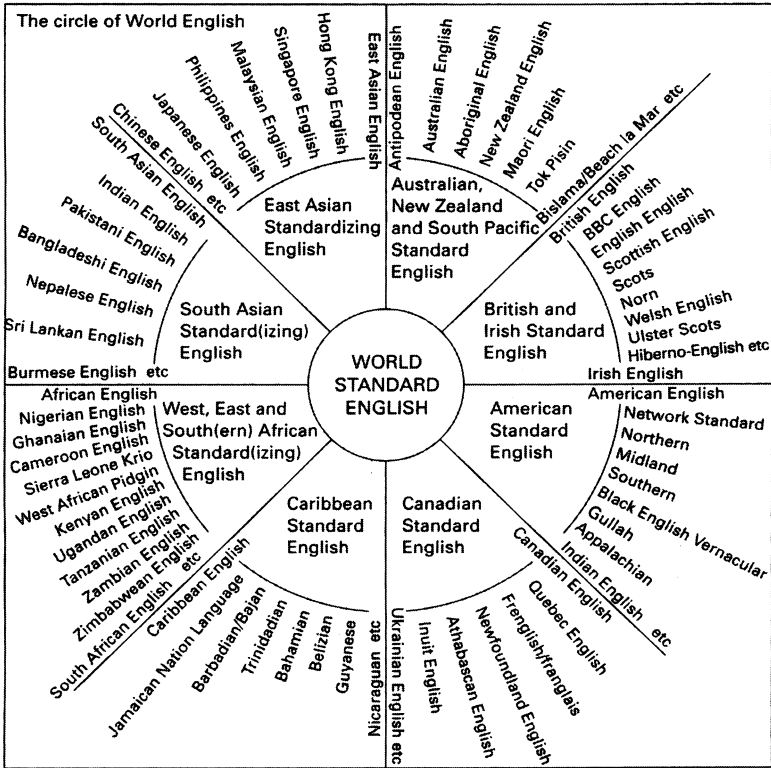 The circle of World English
WORLD
STANDARD
ENGLISH
Australian,
New Zealand
and South Pacific
Standard
English
Antipodean English
Australian English
Aboriginal English
New Zealand English
Maori English
Tok Pisin
Bislama/Beach la Mar etc
British and
Irish Standard
English
British English
BBC English
English English
Scottish English
Scots
Norn
Welsh English
Ulster Scots
Hiberno-English etc
Irish English
American
Standard
English
American English
Network Standard
Northern
Midland
Southern
Black English Vernacular
Gullah
Appalachian
Indian English etc
Canadian
Standard
English
Canadian English
Quebec English
Frenglish/franglais
Newfoundland English
Athabascan English
Inuit English
Ukrainian English etc
Caribbean
Standard
English
Caribbean English
Jamaican Nation Language
Barbadian/Bajan
Trinidadian
Bahamian
Belizian
Guyanese
Nicaraguan etc
West, East and
South(ern) African
Standard(izing)
English
African English
Nigerian English
Ghanaian English
Cameroon English
Sierra Leone Krio
West African Pidgin
Kenyan English
Ugandan English
Tanzanian English
Zambian English
Zimbabwean English
South African English etc
South Asian
Standard(izing)
English
South Asian English
Indian English
Pakistani English
Bangladeshi English
Nepalese English
Sri Lankan English
Burmese English etc
East Asian
Standardizing
English
East Asian English
Hong Kong English
Singapore English
Malaysian English
Philippines English
Japanese English
Chinese English etc